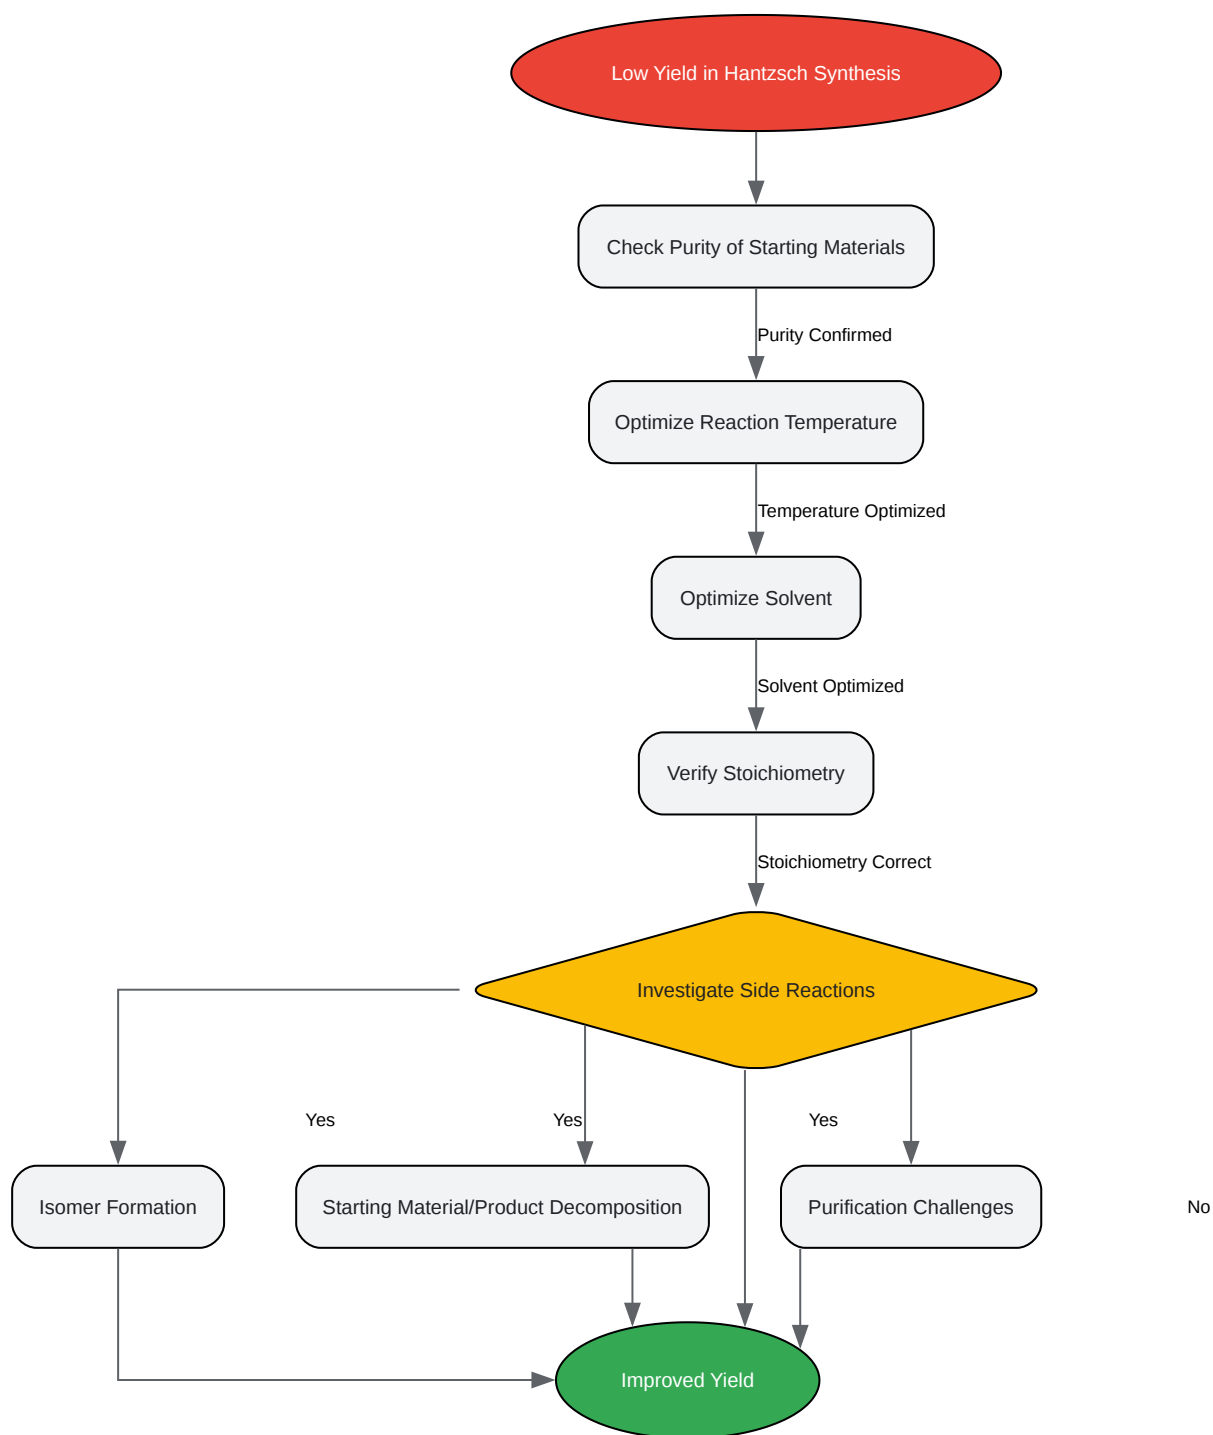 Low Yield in Hantzsch Synthesis
Check Purity of Starting Materials
Purity Confirmed
Optimize Reaction Temperature
Temperature Optimized
Optimize Solvent
Solvent Optimized
Verify Stoichiometry
Stoichiometry Correct
Investigate Side Reactions
Yes
Yes
Yes
Isomer Formation
Starting Material/Product Decomposition
Purification Challenges
No
Improved Yield